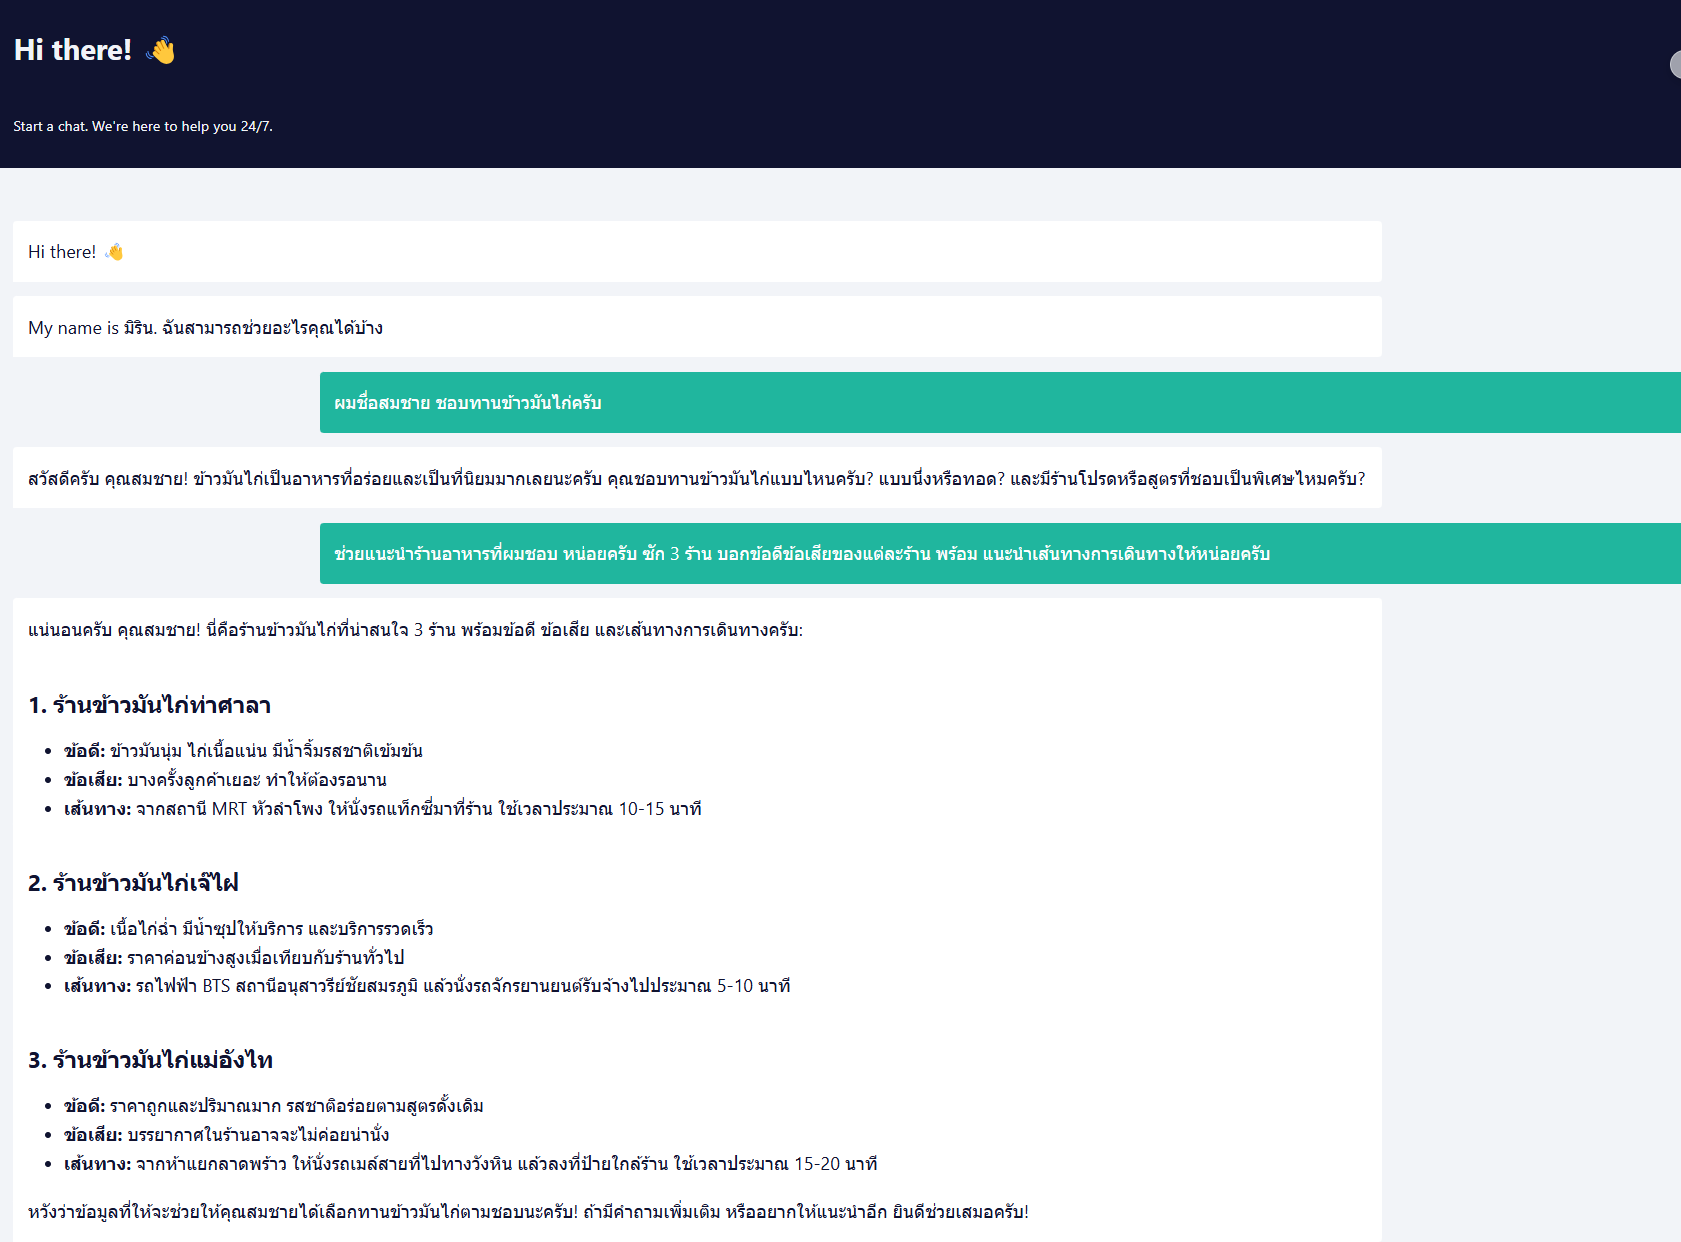 Hi there! 👋
Start a chat. We're here to help you 24/7.
Hi there! 👋
My name is มิริน. ฉันสามารถช่วยอะไรคุณได้บ้าง
ผมชื่อสมชาย ชอบทานข้าวมันไก่ครับ
สวัสดีครับ คุณสมชาย! ข้าวมันไก่เป็นอาหารที่อร่อยและเป็นที่นิยมมากเลยนะครับ คุณชอบทานข้าวมันไก่แบบไหนครับ? แบบนึ่งหรือทอด? และมีร้านโปรดหรือสูตรที่ชอบเป็นพิเศษไหมครับ?
ช่วยแนะนำร้านอาหารที่ผมชอบ หน่อยครับ ซัก 3 ร้าน บอกข้อดีข้อเสียของแต่ละร้าน พร้อม แนะนำเส้นทางการเดินทางให้หน่อยครับ
แน่นอนครับ คุณสมชาย! นี่คือร้านข้าวมันไก่ที่น่าสนใจ 3 ร้าน พร้อมข้อดี ข้อเสีย และเส้นทางการเดินทางครับ:
1. ร้านข้าวมันไก่ท่าศาลา
• ข้อดี: ข้าวมันนุ่ม ไก่เนื้อแน่น มีน้ำจิ้มรสชาติเข้มข้น
• ข้อเสีย: บางครั้งลูกค้าเยอะ ทำให้ต้องรอนาน
• เส้นทาง: จากสถานี MRT หัวลำโพง ให้นั่งรถแท็กซี่มาที่ร้าน ใช้เวลาประมาณ 10-15 นาที
2. ร้านข้าวมันไก่เจ๊ไฝ
• ข้อดี: เนื้อไก่ฉ่ำ มีน้ำซุปให้บริการ และบริการรวดเร็ว
• ข้อเสีย: ราคาค่อนข้างสูงเมื่อเทียบกับร้านทั่วไป
• เส้นทาง: รถไฟฟ้า BTS สถานีอนุสาวรีย์ชัยสมรภูมิ แล้วนั่งรถจักรยานยนต์รับจ้างไปประมาณ 5-10 นาที
3. ร้านข้าวมันไก่แม่อังไท
• ข้อดี: ราคาถูกและปริมาณมาก รสชาติอร่อยตามสูตรดั้งเดิม
• ข้อเสีย: บรรยากาศในร้านอาจจะไม่ค่อยน่านั่ง
• เส้นทาง: จากห้าแยกลาดพร้าว ให้นั่งรถเมล์สายที่ไปทางวังหิน แล้วลงที่ป้ายใกล้ร้าน ใช้เวลาประมาณ 15-20 นาที
หวังว่าข้อมูลที่ให้จะช่วยให้คุณสมชายได้เลือกทานข้าวมันไก่ตามชอบนะครับ! ถ้ามีคำถามเพิ่มเติม หรืออยากให้แนะนำอีก ยินดีช่วยเสมอครับ!